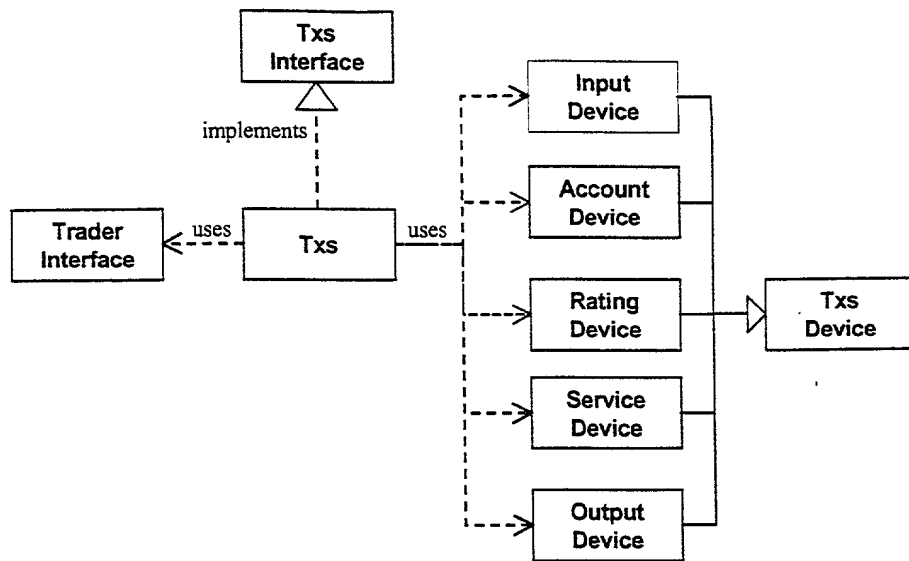 Txs
Interface
implements
Input
Device
Account
Device
Trader
Interface
uses
Txs
uses
Rating
Device
Txs
Device
Service
Device
Output
Device